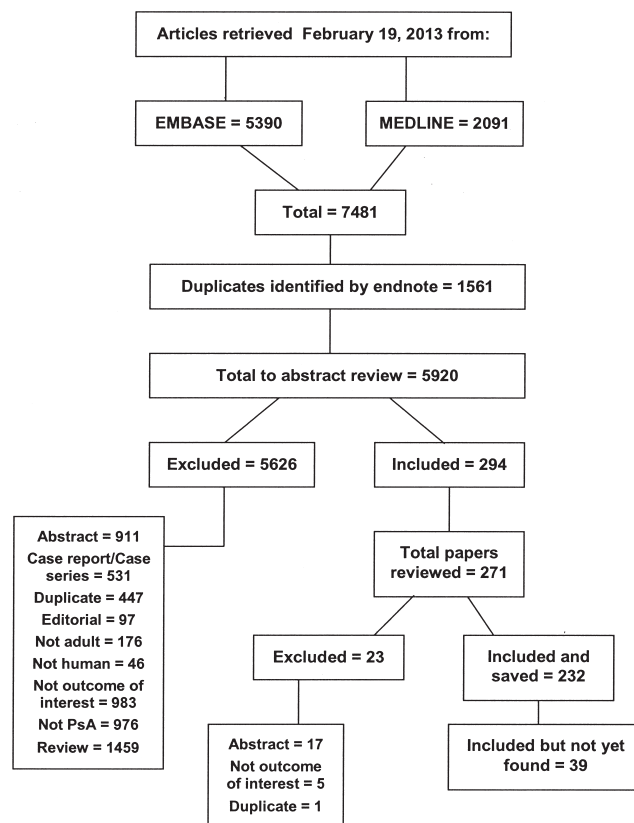 Articles retrieved February 19, 2013 from:
EMBASE = 5390
MEDLINE = 2091
Total = 7481
Duplicates identified by endnote = 1561
Total to abstract review = 5920
Excluded = 5626
Included = 294
Abstract = 911
Case report/Case
series = 531
Duplicate = 447
Editorial = 97
Not adult = 176
Not human = 46
Not outcome of
interest = 983
Not PsA = 976
Review = 1459
Total papers
reviewed = 271
Excluded = 23
Included and
saved = 232
Abstract = 17
Not outcome
of interest = 5
Duplicate = 1
Included but not yet
found = 39